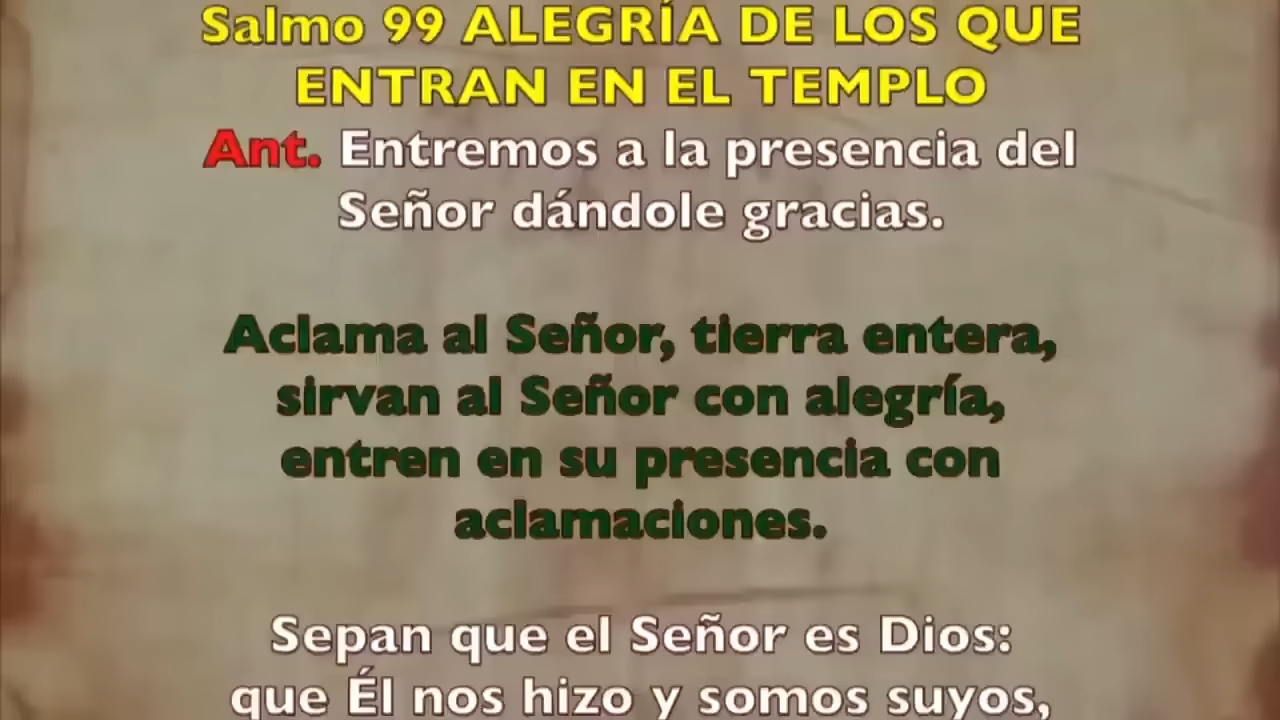 Salmo 99 ALEGRÍA DE LOS QUE
ENTRAN EN EL TEMPLO
Ant. Entremos a la presencia del
Señor dándole gracias.
Aclama al Señor, tierra entera,
sirvan al Señor con alegría,
entren en su presencia con
aclamaciones.
Sepan que el Señor es Dios:
que Él nos hizo y somos suyos,